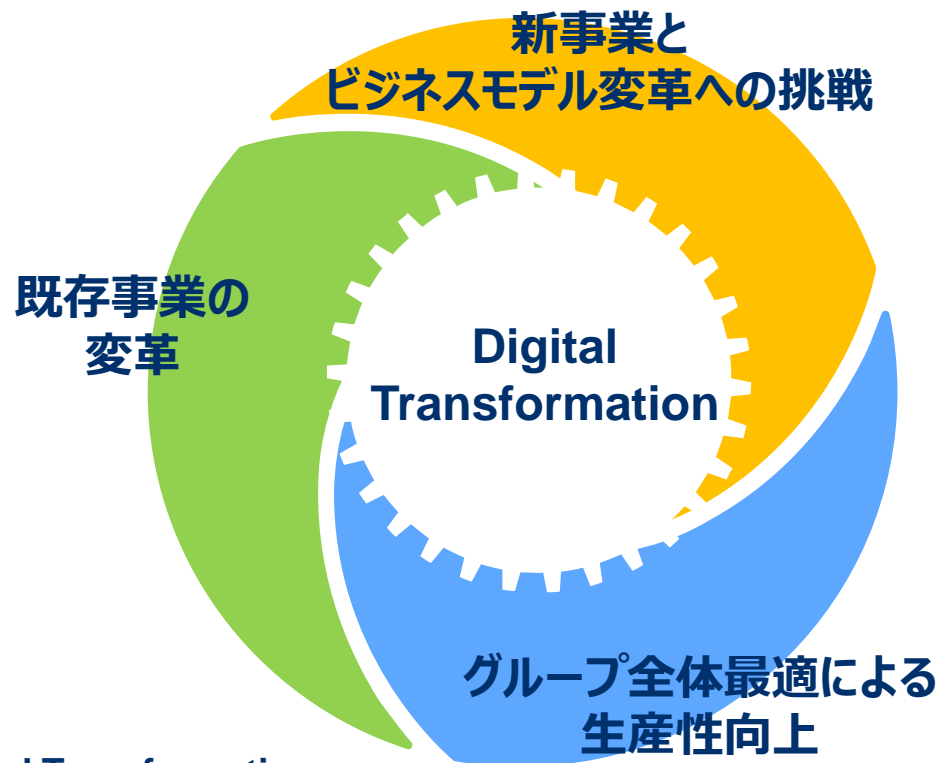 新事業と
ビジネスモデル変革への挑戦
既存事業の
変革
Digital
Transformation
グループ全体最適による
生産性向上